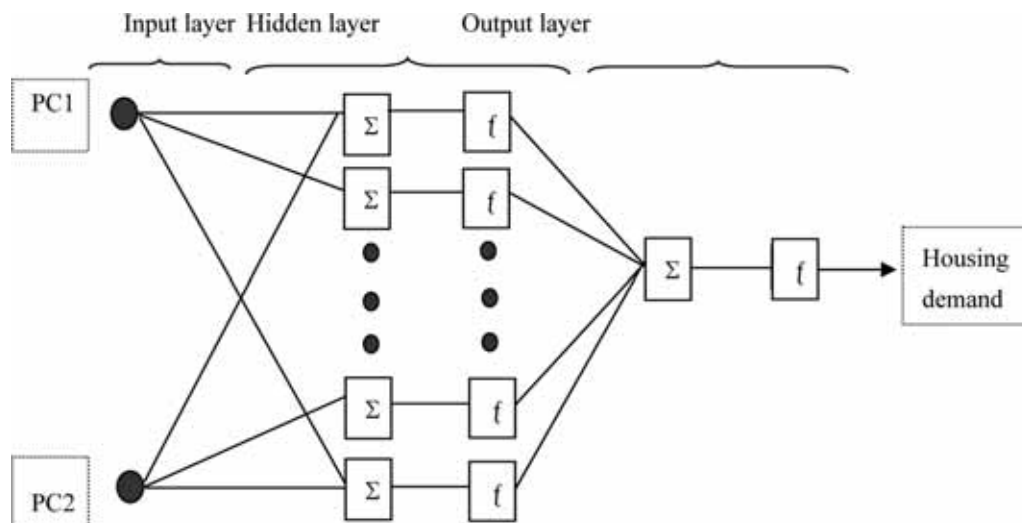 Input layer Hidden layer Output layer
PC1
Σ f
Σ f
Σ f
Housing
demand
Σ f
Σ f
PC2